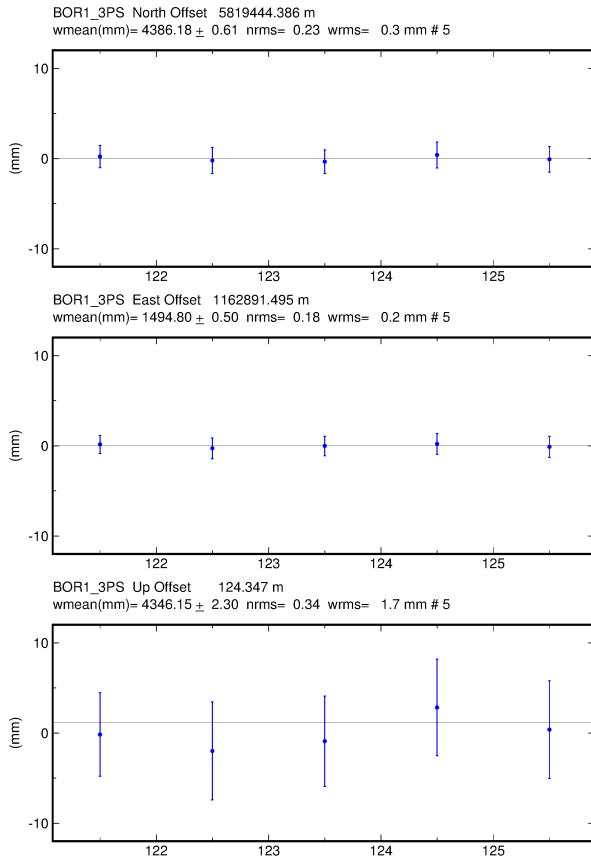 BOR1_3PS North Offset 5819444.386 m
wmean(mm)= 4386.18 ± 0.61 nrms= 0.23 wrms= 0.3 mm # 5
10
0
-10
(mm)
122 123 124 125
BOR1_3PS East Offset 1162891.495 m
wmean(mm)= 1494.80 ± 0.50 nrms= 0.18 wrms= 0.2 mm # 5
10
0
-10
(mm)
122 123 124 125
BOR1_3PS Up Offset 124.347 m
wmean(mm)= 4346.15 ± 2.30 nrms= 0.34 wrms= 1.7 mm # 5
10
0
-10
(mm)
122 123 124 125